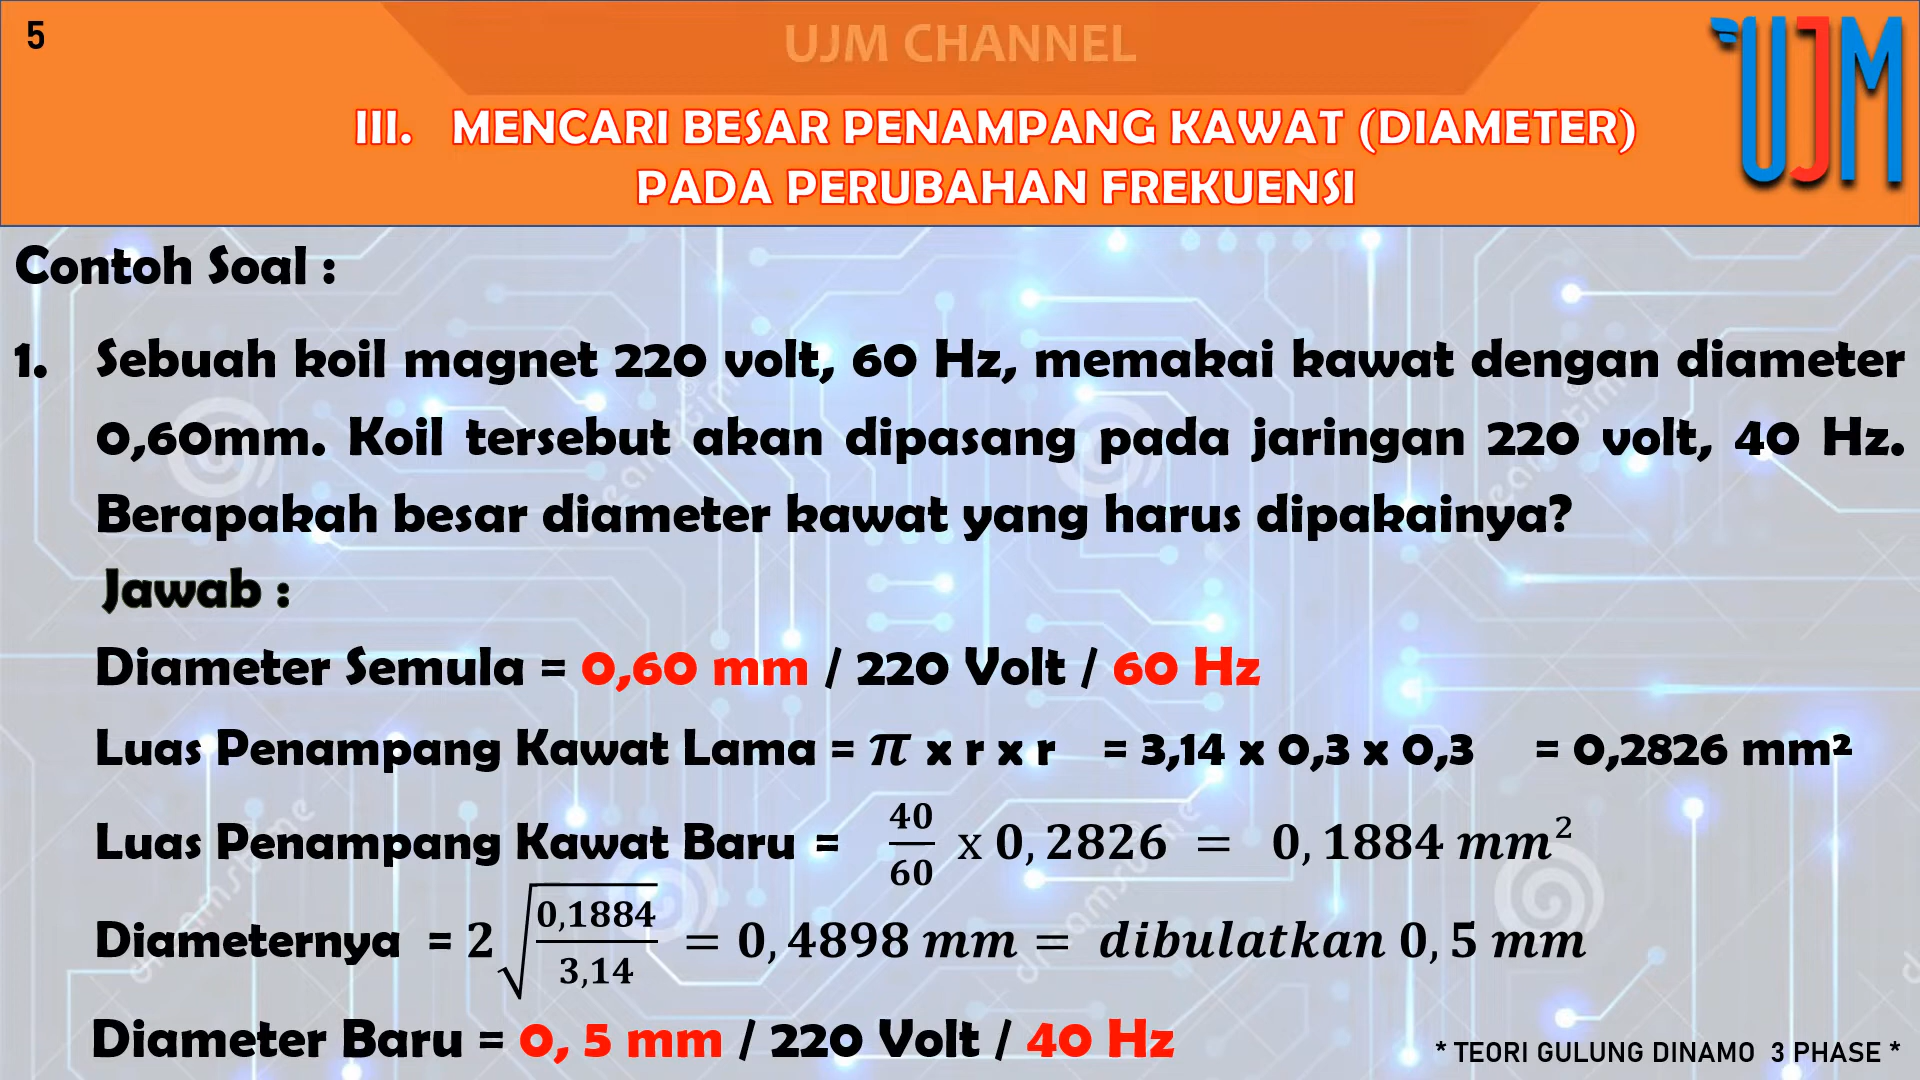 5
UJM CHANNEL
UJM
III. MENCARI BESAR PENAMPANG KAWAT (DIAMETER)
PADA PERUBAHAN FREKUENSI
Contoh Soal :
1. Sebuah koil magnet 220 volt, 60 Hz, memakai kawat dengan diameter
0,60mm. Koil tersebut akan dipasang pada jaringan 220 volt, 40 Hz.
Berapakah besar diameter kawat yang harus dipakainya?
Jawab :
Diameter Semula = 0,60 mm / 220 Volt / 60 Hz
Luas Penampang Kawat Lama = π x r x r = 3,14 x 0,3 x 0,3 = 0,2826 mm²
Luas Penampang Kawat Baru = 40/60 x 0,2826 = 0,1884 mm²
Diameternya = 2√(0,1884/3,14) = 0,4898 mm = dibulatkan 0,5 mm
Diameter Baru = 0, 5 mm / 220 Volt / 40 Hz
* TEORI GULUNG DINAMO 3 PHASE *